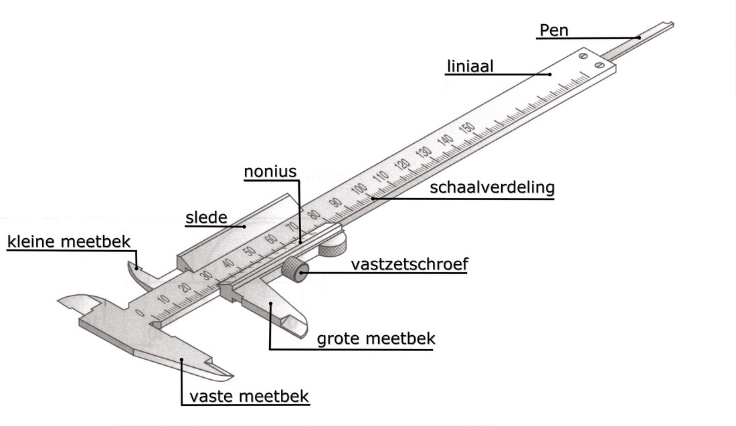 Pen
liniaal
nonius
schaalverdeling
slede
kleine meetbek
vastzetschroef
grote meetbek
vaste meetbek
0 10 20 30 40 50 60 70 80 90 100 110 120 130 140 150